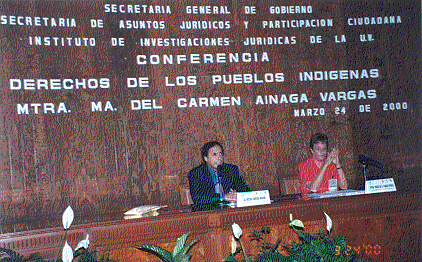 SECRETARIA GENERAL DE GOBIERNO
SECRETARIA DE ASUNTOS JURIDICOS Y PARTICIPACION CIUDADANA
INSTITUTO DE INVESTIGACIONES JURIDICAS DE LA U.V.
CONFERENCIA
DERECHOS DE LOS PUEBLOS INDIGENAS
MTRA. MA. DEL CARMEN AINAGA VARGAS
MARZO 24 DE 2000